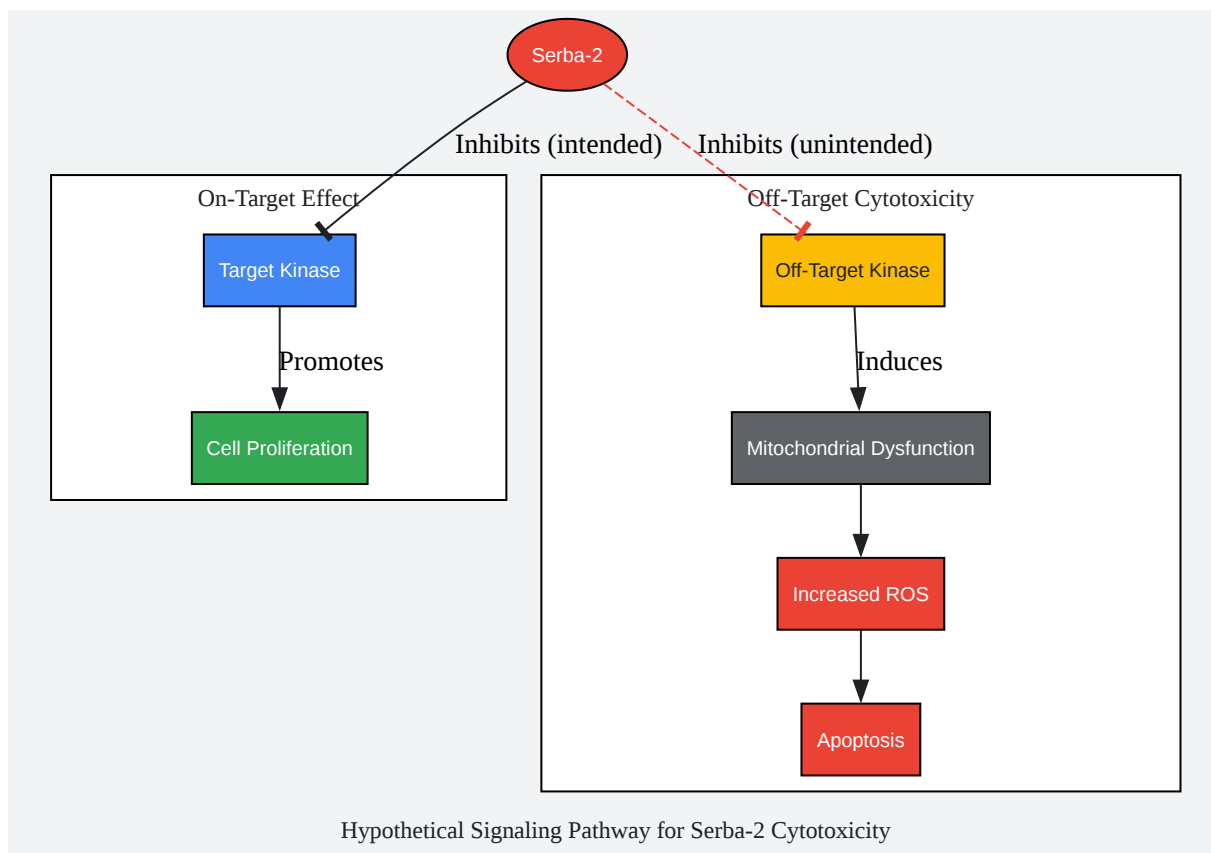 Serba-2
Inhibits (intended)
Inhibits (unintended)
On-Target Effect
Off-Target Cytotoxicity
Target Kinase
Off-Target Kinase
Promotes
Induces
Cell Proliferation
Mitochondrial Dysfunction
Increased ROS
Apoptosis
Hypothetical Signaling Pathway for Serba-2 Cytotoxicity